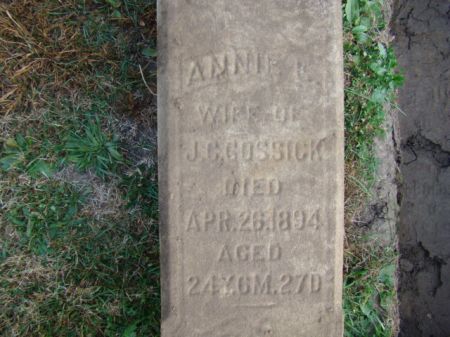 ANNIE R.
WIFE OF
J.C.GOSSICK
DIED
APR.26.1894
AGED
24Y.6M.27D